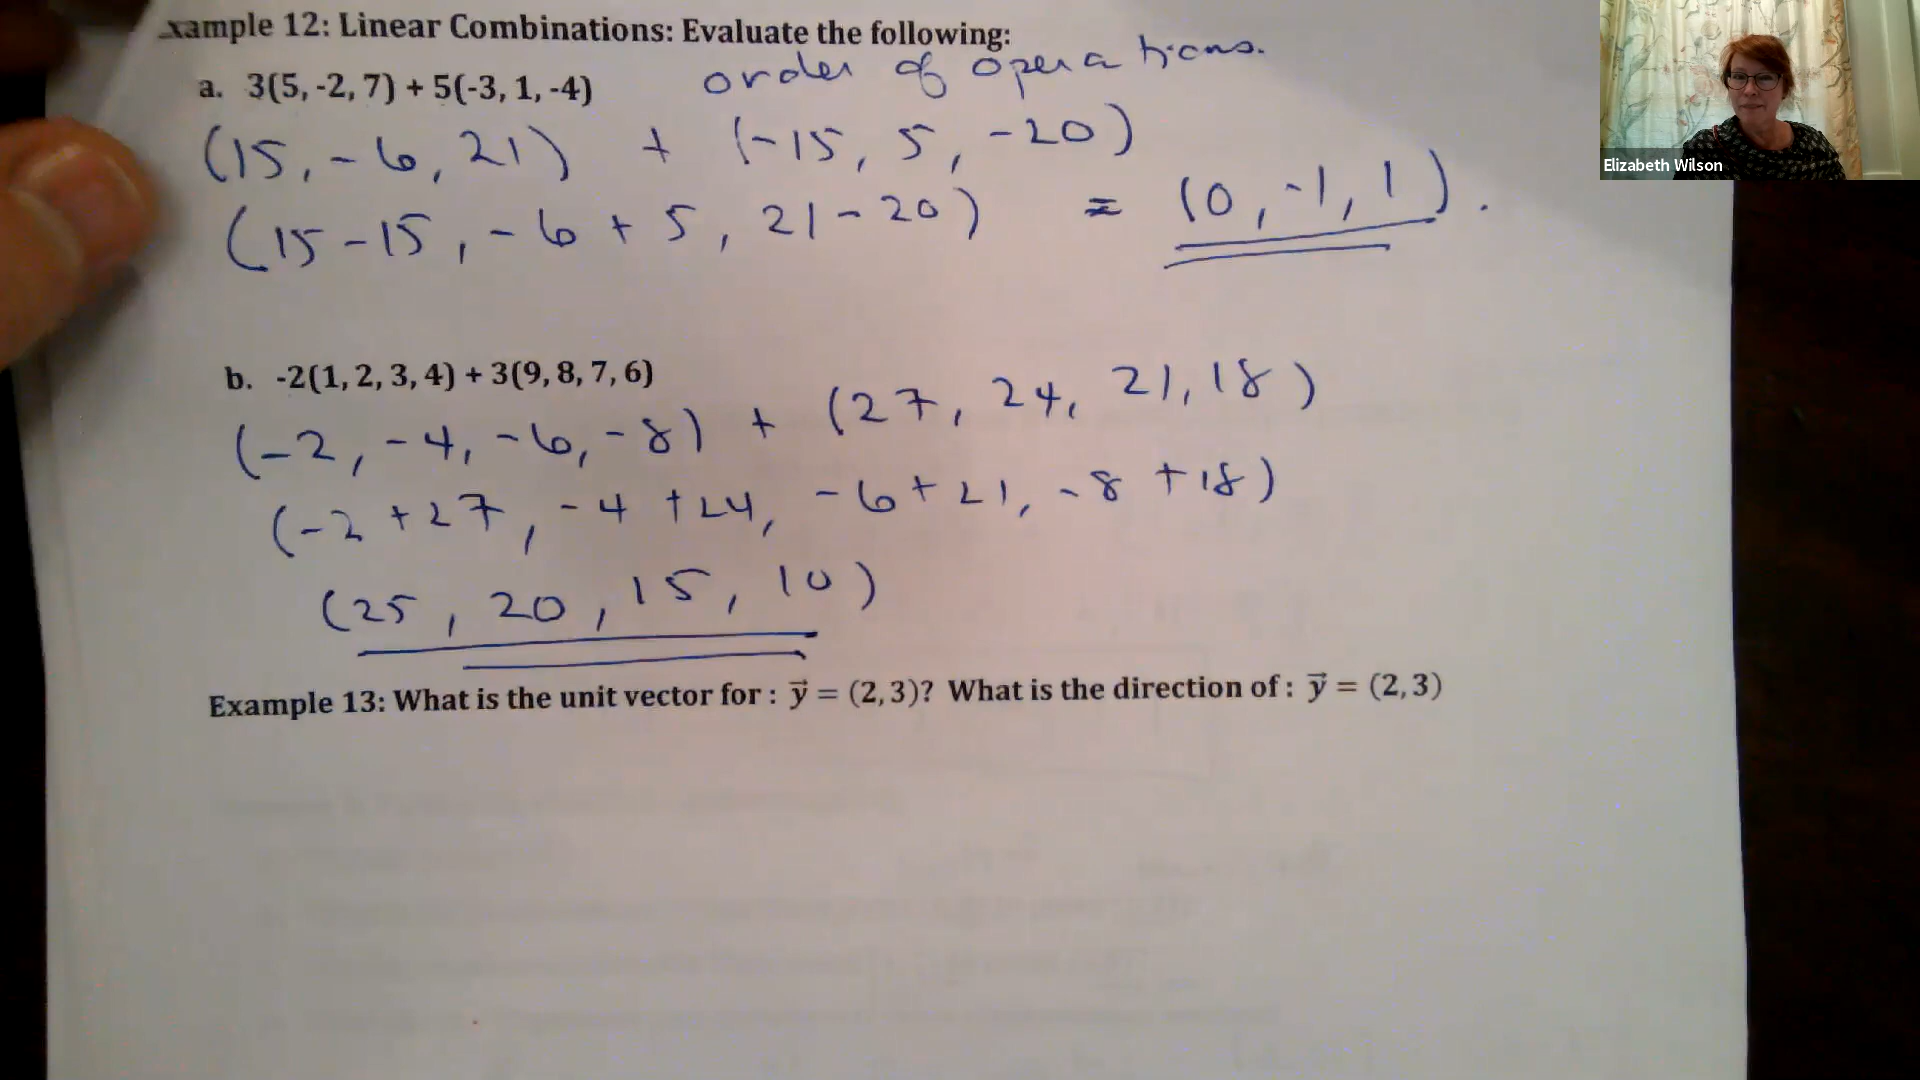 xample 12: Linear Combinations: Evaluate the following:
order of operations.
a. 3(5, -2, 7) + 5(-3, 1, -4)
(15, -6, 21) + (-15, 5, -20)
(15-15, -6+5, 21-20) = (0, -1, 1).
b. -2(1, 2, 3, 4) + 3(9, 8, 7, 6)
(-2, -4, -6, -8) + (27, 24, 21, 18)
(-2+27, -4+24, -6+21, -8+18)
(25, 20, 15, 10)
Example 13: What is the unit vector for : y⃗ = (2, 3)? What is the direction of : y⃗ = (2, 3)
Elizabeth Wilson